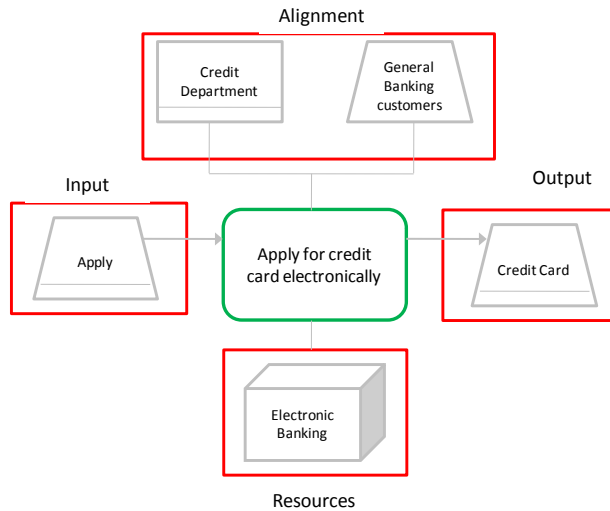 Alignment
Credit
Department
General
Banking
customers
Input
Output
Apply
Apply for credit
card electronically
Credit Card
Electronic
Banking
Resources